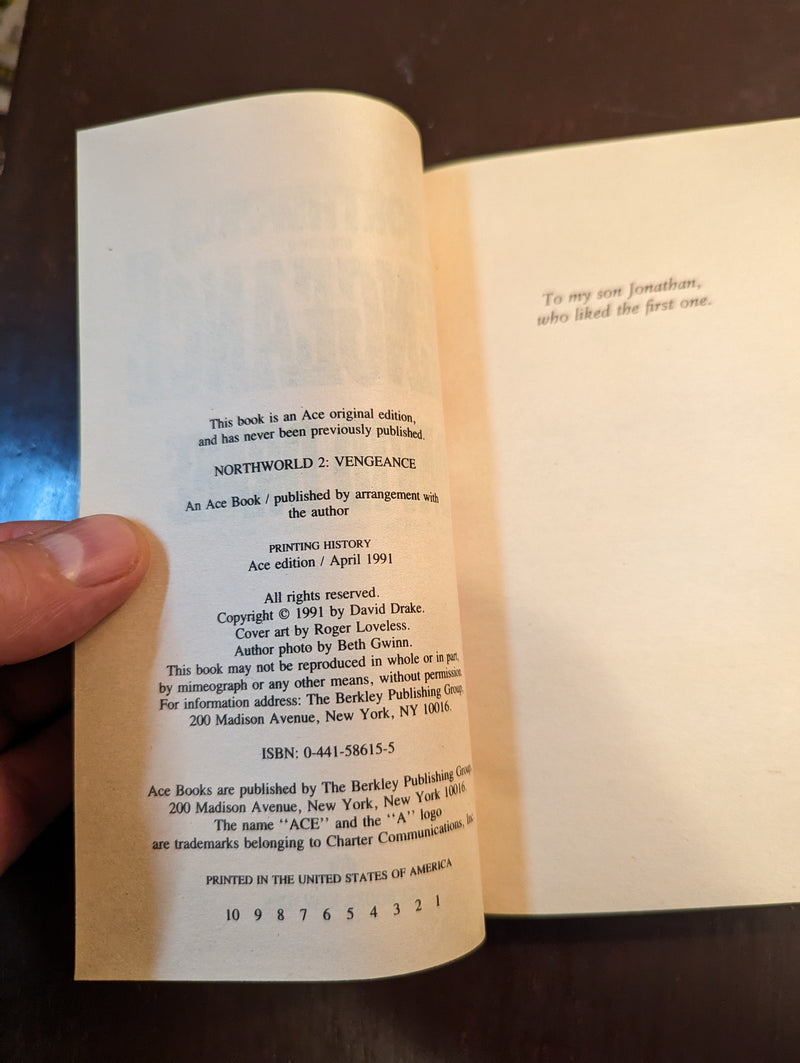 This book is an Ace original edition,
and has never been previously published.
NORTHWORLD 2: VENGEANCE
An Ace Book / published by arrangement with
the author
PRINTING HISTORY
Ace edition / April 1991
All rights reserved.
Copyright © 1991 by David Drake.
Cover art by Roger Loveless.
Author photo by Beth Gwinn.
This book may not be reproduced in whole or in part,
by mimeograph or any other means, without permission.
For information address: The Berkley Publishing Group,
200 Madison Avenue, New York, NY 10016.
ISBN: 0-441-58615-5
Ace Books are published by The Berkley Publishing Group,
200 Madison Avenue, New York, New York 10016.
The name "ACE" and the "A" logo
are trademarks belonging to Charter Communications, Inc.
PRINTED IN THE UNITED STATES OF AMERICA
10 9 8 7 6 5 4 3 2 1
To my son Jonathan,
who liked the first one.